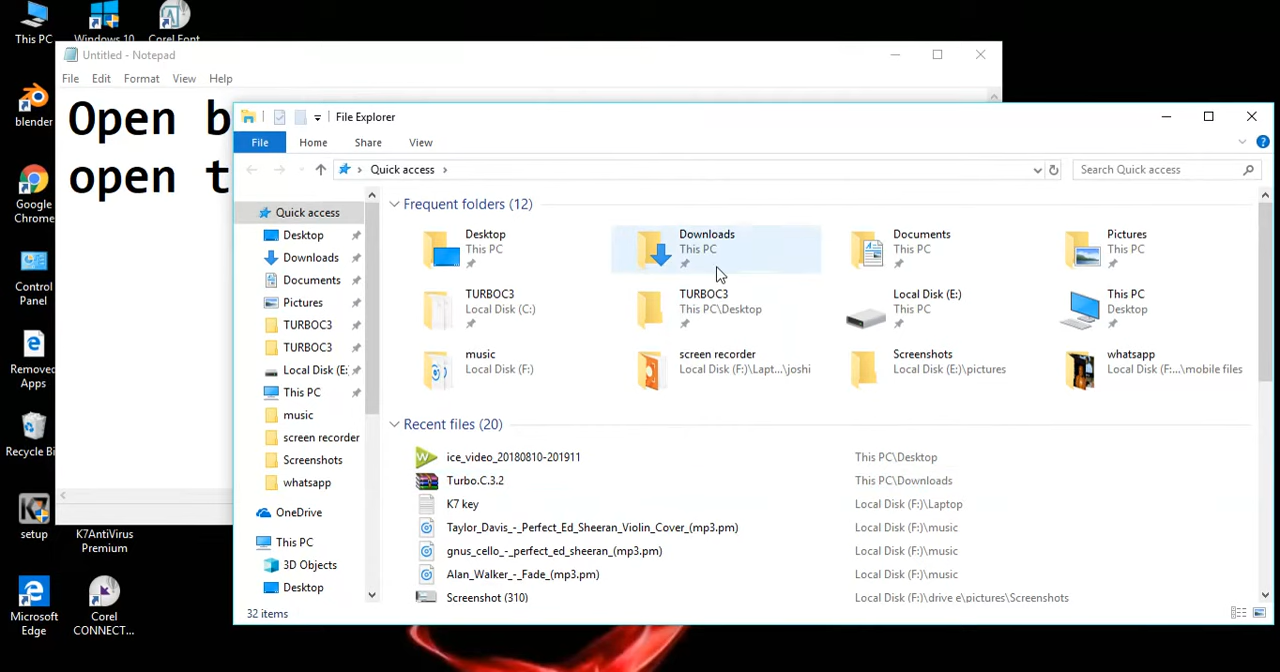 This PC
Windows 10
Corel Font
blender
Google
Chrome
Control
Panel
Removed
Apps
Recycle Bi
setup
K7AntiVirus
Premium
Microsoft
Edge
Corel
CONNECT...
Untitled - Notepad
File Edit Format View Help
Open b
open t
File Explorer
File Home Share View
Quick access
Search Quick access
Quick access
Desktop
Downloads
Documents
Pictures
TURBOC3
TURBOC3
Local Disk (E:
This PC
music
screen recorder
Screenshots
whatsapp
OneDrive
This PC
3D Objects
Desktop
Frequent folders (12)
Desktop
This PC
Downloads
This PC
Documents
This PC
Pictures
This PC
TURBOC3
Local Disk (C:)
TURBOC3
This PC\Desktop
Local Disk (E:)
This PC
This PC
Desktop
music
Local Disk (F:)
screen recorder
Local Disk (F:)\Lapt...\joshi
Screenshots
Local Disk (E:)\pictures
whatsapp
Local Disk (F:...\mobile files
Recent files (20)
ice_video_20180810-201911 This PC\Desktop
Turbo.C.3.2 This PC\Downloads
K7 key Local Disk (F:)\Laptop
Taylor_Davis_-_Perfect_Ed_Sheeran_Violin_Cover_(mp3.pm) Local Disk (F:)\music
gnus_cello_-_perfect_ed_sheeran_(mp3.pm) Local Disk (F:)\music
Alan_Walker_-_Fade_(mp3.pm) Local Disk (F:)\music
Screenshot (310) Local Disk (F:)\drive e\pictures\Screenshots
32 items